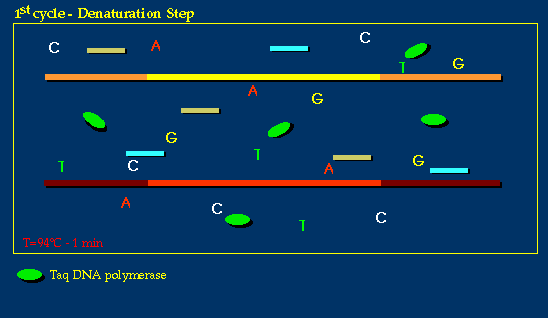 1st cycle - Denaturation Step
C A C
T G
A G
G T G
T C A
A C T C
T=94°C - 1 min
Taq DNA polymerase